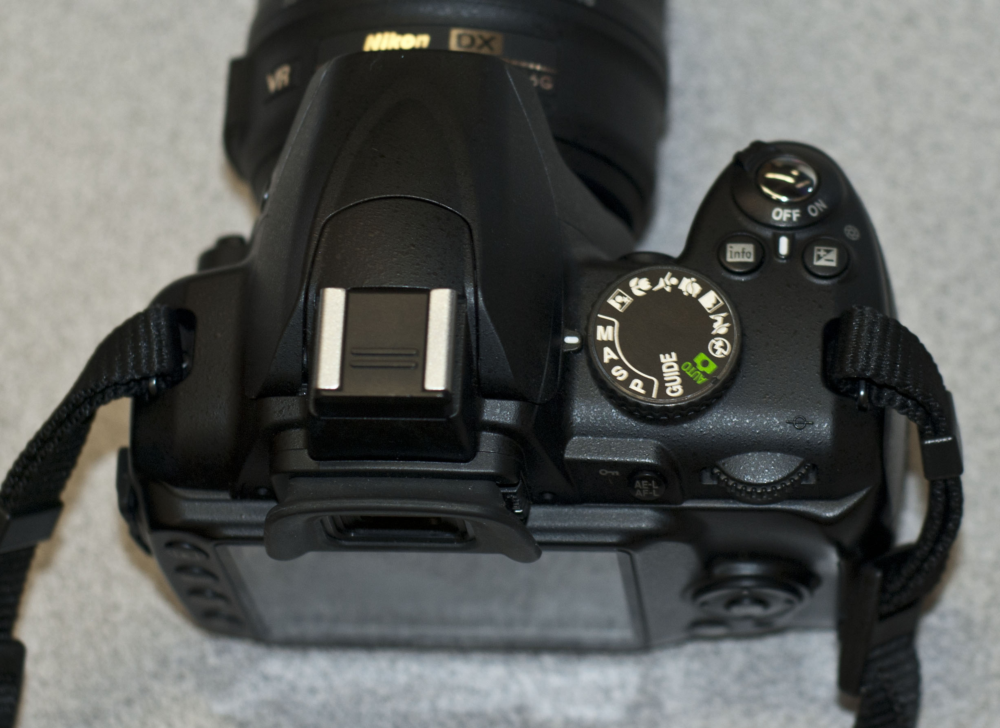 Nikon DX
VR
G
OFF ON
info
M
A
S
P
GUIDE
AUTO
AE-L
AF-L